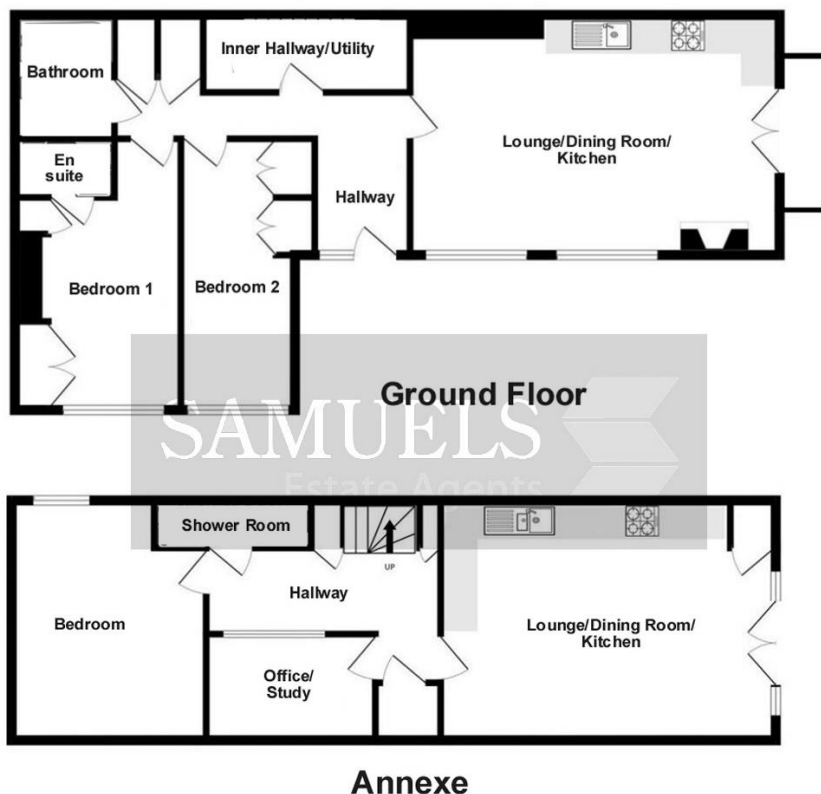 Bathroom
Inner Hallway/Utility
Lounge/Dining Room/
Kitchen
En
suite
Hallway
Bedroom 1
Bedroom 2
Ground Floor
SAMUELS
Estate Agents
Shower Room
UP
Hallway
Bedroom
Lounge/Dining Room/
Kitchen
Office/
Study
Annexe